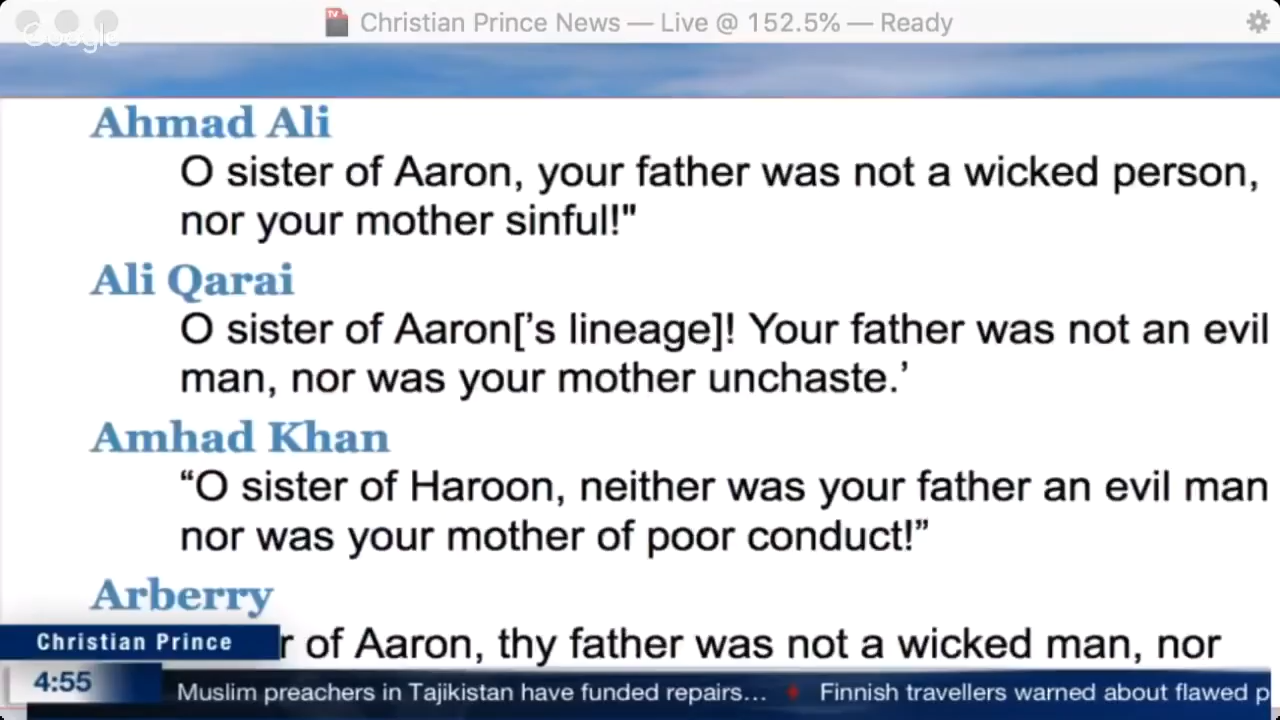 Christian Prince News — Live @ 152.5% — Ready
Google
Ahmad Ali
O sister of Aaron, your father was not a wicked person,
nor your mother sinful!"
Ali Qarai
O sister of Aaron[’s lineage]! Your father was not an evil
man, nor was your mother unchaste.’
Amhad Khan
“O sister of Haroon, neither was your father an evil man
nor was your mother of poor conduct!”
Arberry
r of Aaron, thy father was not a wicked man, nor
Christian Prince
4:55
Muslim preachers in Tajikistan have funded repairs... Finnish travellers warned about flawed p